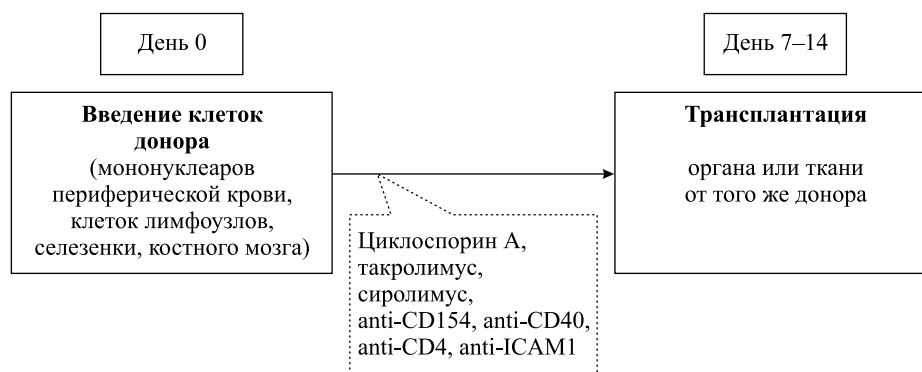 День 0
День 7–14
Введение клеток
донора
(мононуклеаров
периферической крови,
клеток лимфоузлов,
селезенки, костного мозга)
Циклоспорин А,
такролимус,
сиролимус,
anti-CD154, anti-CD40,
anti-CD4, anti-ICAM1
Трансплантация
органа или ткани
от того же донора